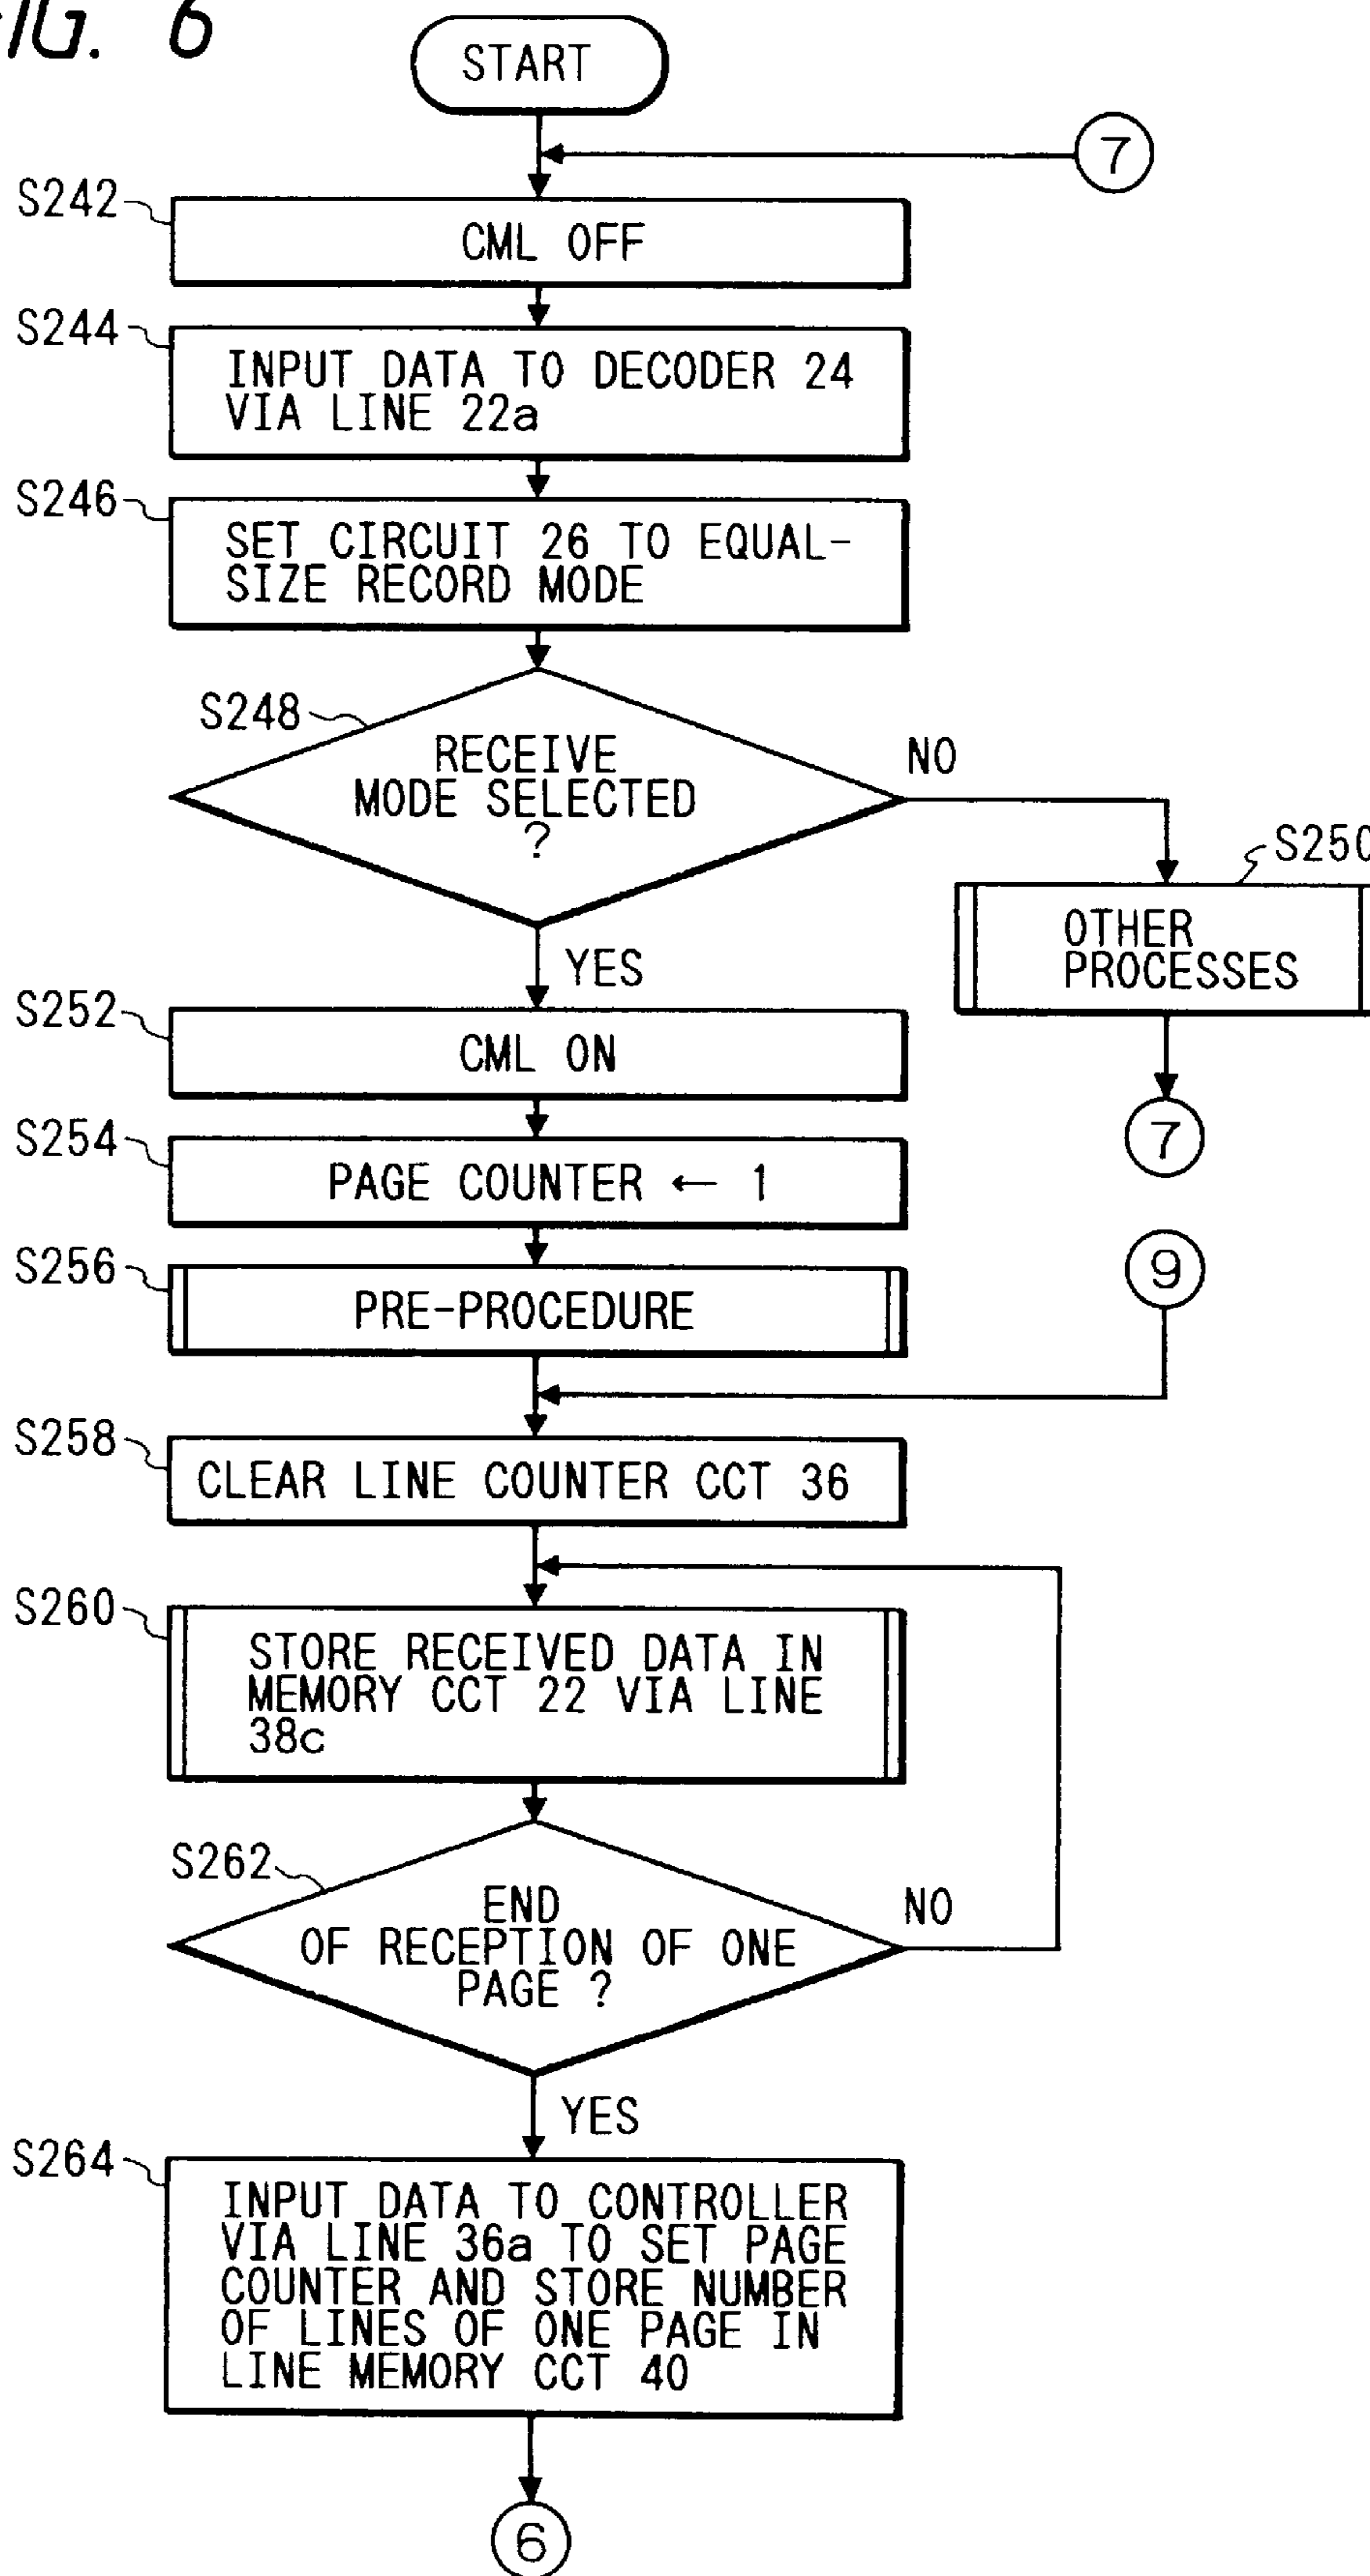 FIG. 6
START
7
S242
CML OFF
S244
INPUT DATA TO DECODER 24
VIA LINE 22a
S246
SET CIRCUIT 26 TO EQUAL-
SIZE RECORD MODE
S248
RECEIVE
MODE SELECTED
?
NO
S250
OTHER
PROCESSES
7
YES
S252
CML ON
S254
PAGE COUNTER ← 1
S256
PRE-PROCEDURE
9
S258
CLEAR LINE COUNTER CCT 36
S260
STORE RECEIVED DATA IN
MEMORY CCT 22 VIA LINE
38c
S262
END
OF RECEPTION OF ONE
PAGE ?
NO
YES
S264
INPUT DATA TO CONTROLLER
VIA LINE 36a TO SET PAGE
COUNTER AND STORE NUMBER
OF LINES OF ONE PAGE IN
LINE MEMORY CCT 40
6